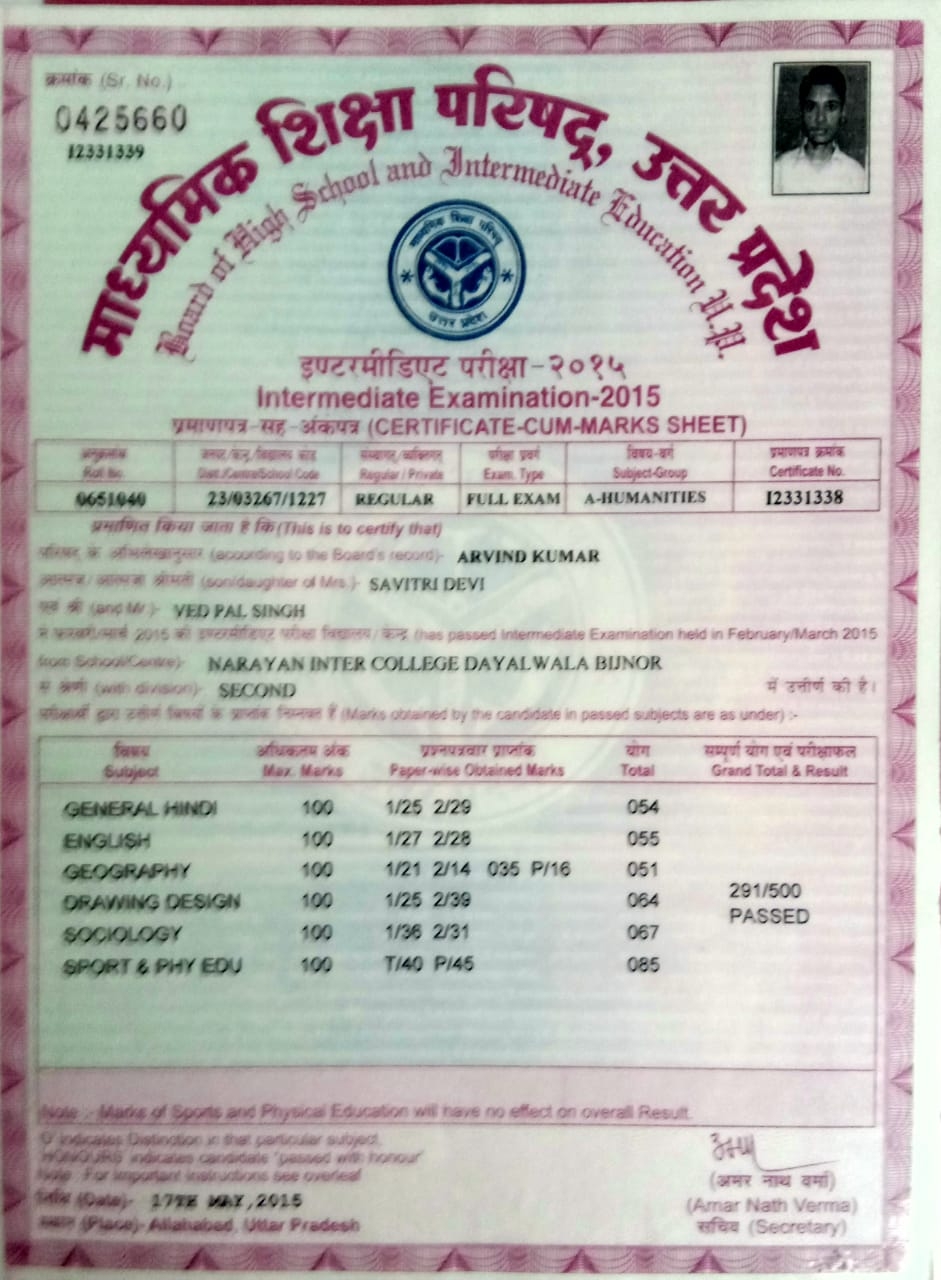 क्रमांक (Sr. No.)
0425660
12331339
माध्यमिक शिक्षा परिषद्, उत्तर प्रदेश
Board of High School and Intermediate Education U.P.
माध्यमिक शिक्षा परिषद्
उत्तर प्रदेश
इण्टरमीडिएट परीक्षा-२०१५
Intermediate Examination-2015
प्रमाणपत्र-सह-अंकपत्र (CERTIFICATE-CUM-MARKS SHEET)
अनुक्रमांक जनपद/केन्द्र/विद्यालय कोड संस्थागत/व्यक्तिगत परीक्षा प्रवर्ग विषय-वर्ग प्रमाणपत्र क्रमांक
Roll No. Dist./Centre/School Code Regular / Private Exam. Type Subject-Group Certificate No.
0651040 23/03267/1227 REGULAR FULL EXAM A-HUMANITIES 12331338
प्रमाणित किया जाता है कि (This is to certify that)
परिषद के अभिलेखानुसार (according to the Board's record)- ARVIND KUMAR
आत्मज/आत्मजा श्रीमती (son/daughter of Mrs.)- SAVITRI DEVI
एवं श्री (and Mr.)- VED PAL SINGH
ने फरवरी/मार्च 2015 की इण्टरमीडिएट परीक्षा विद्यालय/केन्द्र (has passed Intermediate Examination held in February/March 2015
from School/Centre)- NARAYAN INTER COLLEGE DAYALWALA BIJNOR
से श्रेणी (with division)- SECOND में उत्तीर्ण की है।
परीक्षार्थी द्वारा उत्तीर्ण विषयों के प्राप्तांक निम्नवत हैं (Marks obtained by the candidate in passed subjects are as under) :-
विषय अधिकतम अंक प्रश्नपत्रवार प्राप्तांक योग सम्पूर्ण योग एवं परीक्षाफल
Subject Max. Marks Paper-wise Obtained Marks Total Grand Total & Result
GENERAL HINDI 100 1/25 2/29 054
ENGLISH 100 1/27 2/28 055
GEOGRAPHY 100 1/21 2/14 035 P/16 051
291/500
DRAWING DESIGN 100 1/25 2/39 064
PASSED
SOCIOLOGY 100 1/36 2/31 067
SPORT & PHY EDU 100 T/40 P/45 085
Note :- Marks of Sports and Physical Education will have no effect on overall Result.
'D' indicates Distinction in that particular subject.
'HONOURS' indicates candidate 'passed with honour'
Note : For important instructions see overleaf
तिथि (Date)- 17TH MAY,2015
स्थान (Place)- Allahabad, Uttar Pradesh
(अमर नाथ वर्मा)
(Amar Nath Verma)
सचिव (Secretary)